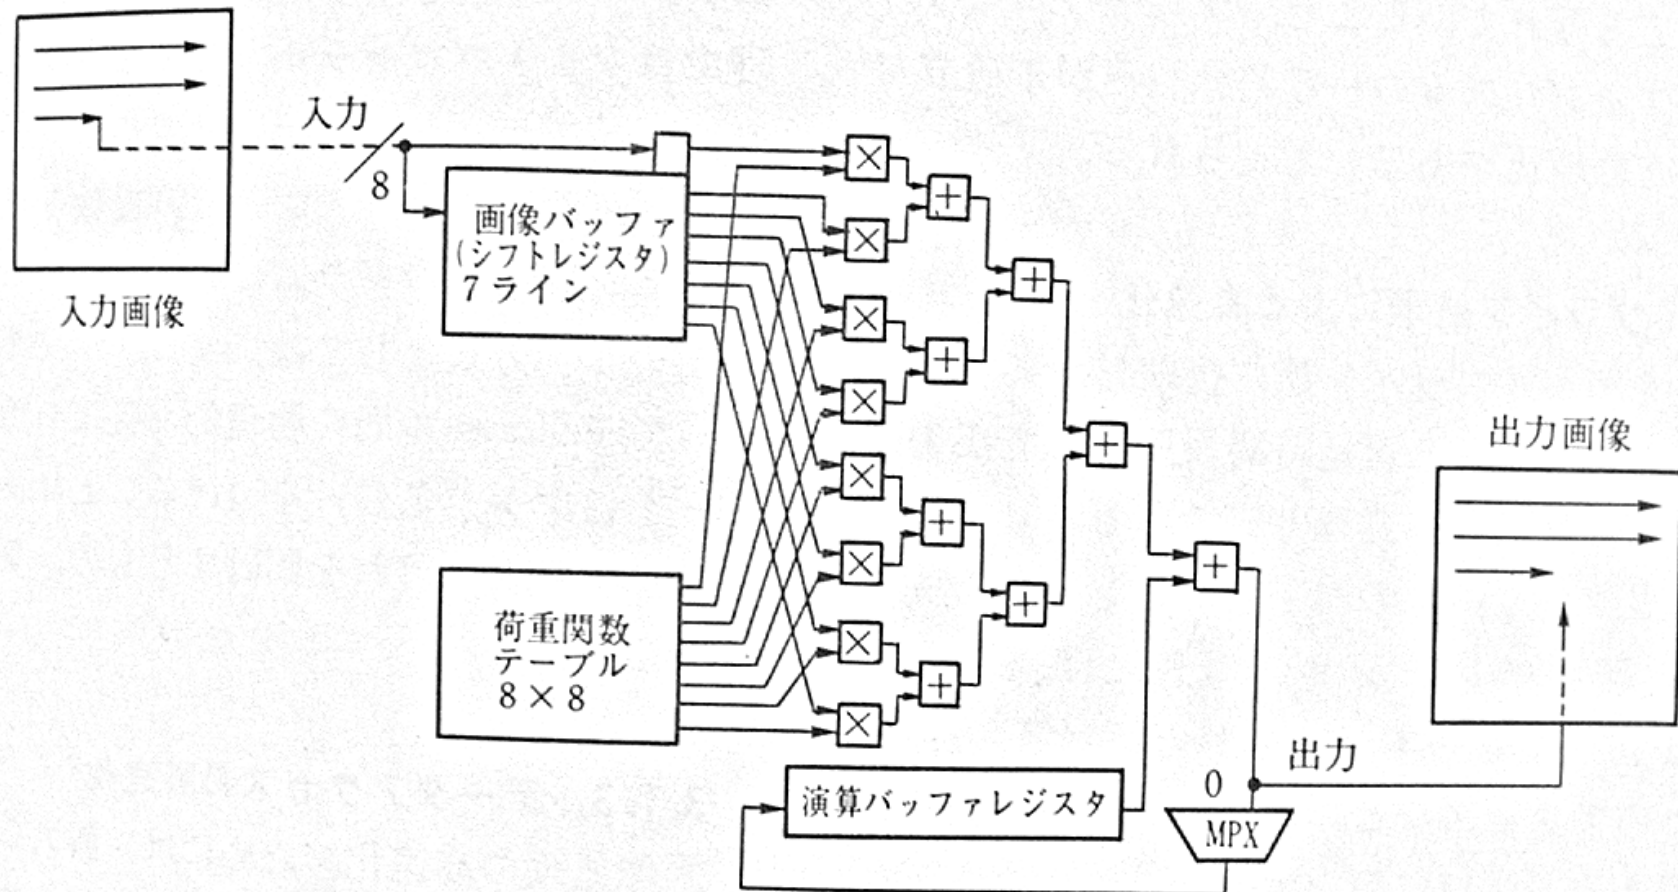 入力
8
画像バッファ
(シフトレジスタ)
7ライン
入力画像
×
+
×
+
×
+
×
+
出力画像
×
+
+
×
荷重関数
テーブル
8×8
+
×
+
×
出力
0
演算バッファレジスタ
MPX